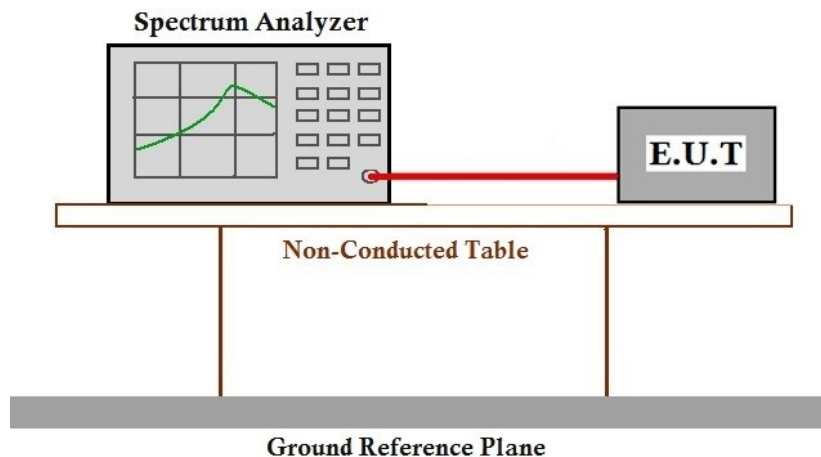 Spectrum Analyzer
E.U.T
Non-Conducted Table
Ground Reference Plane